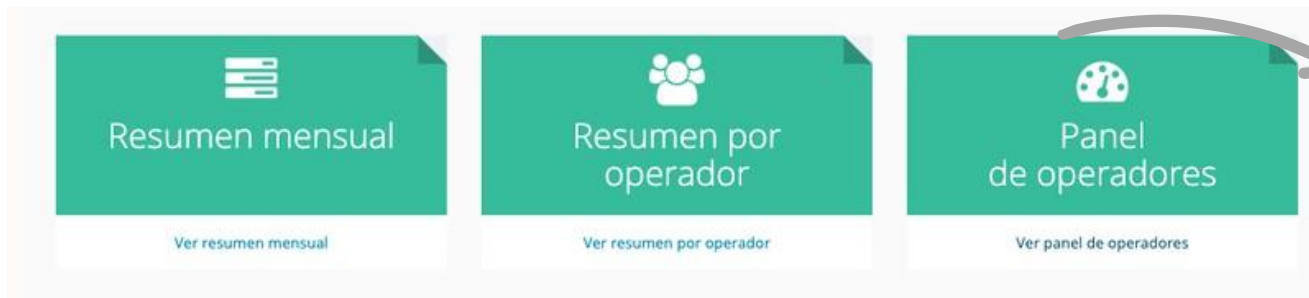 Resumen mensual
Ver resumen mensual
Resumen por
operador
Ver resumen por operador
Panel
de operadores
Ver panel de operadores